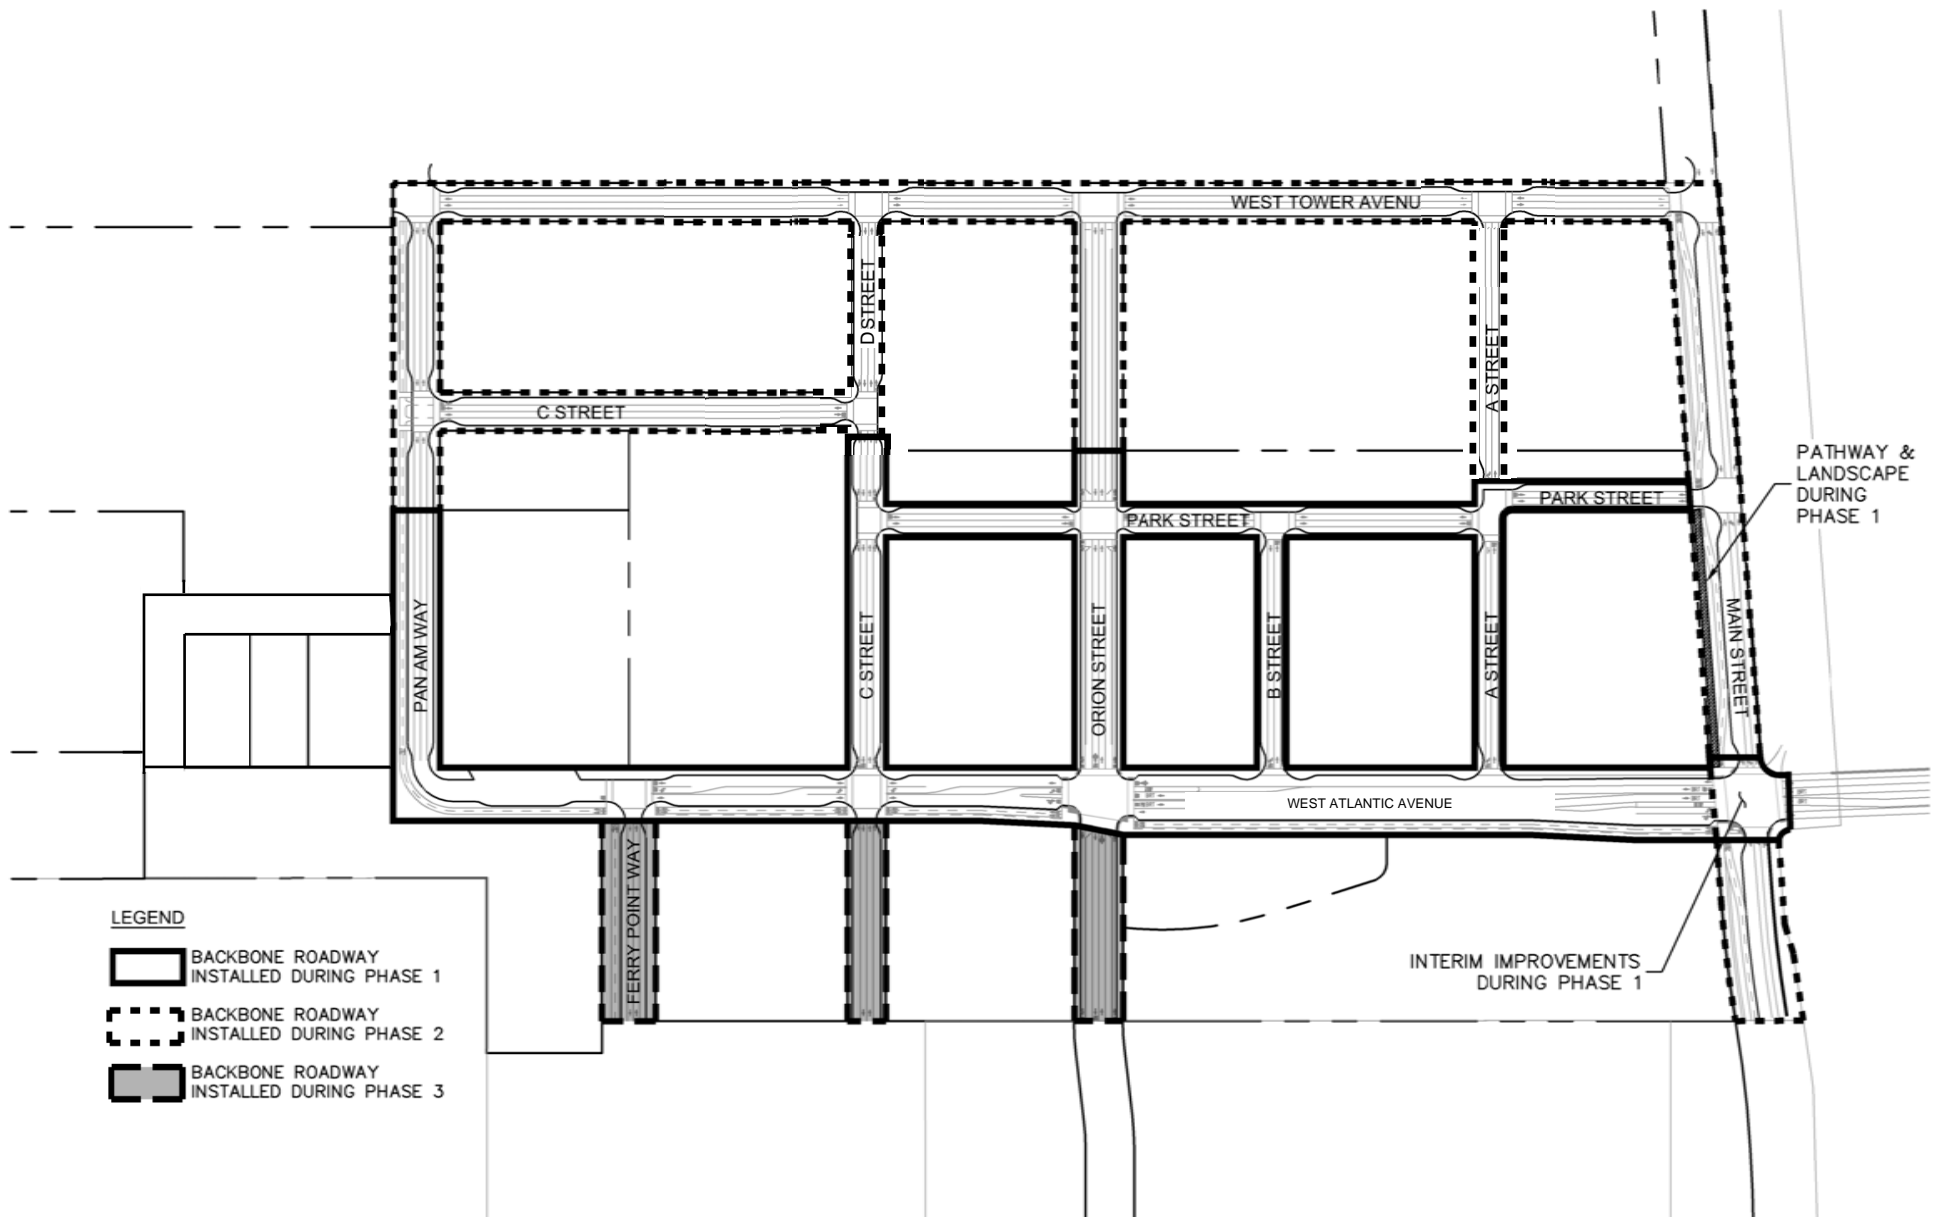 WEST TOWER AVENU
D STREET
A STREET
C STREET
PATHWAY &
LANDSCAPE
DURING
PHASE 1
PARK STREET
PARK STREET
PAN AM WAY
C STREET
ORION STREET
B STREET
A STREET
MAIN STREET
WEST ATLANTIC AVENUE
FERRY POINT WAY
INTERIM IMPROVEMENTS
DURING PHASE 1
LEGEND
BACKBONE ROADWAY
INSTALLED DURING PHASE 1
BACKBONE ROADWAY
INSTALLED DURING PHASE 2
BACKBONE ROADWAY
INSTALLED DURING PHASE 3